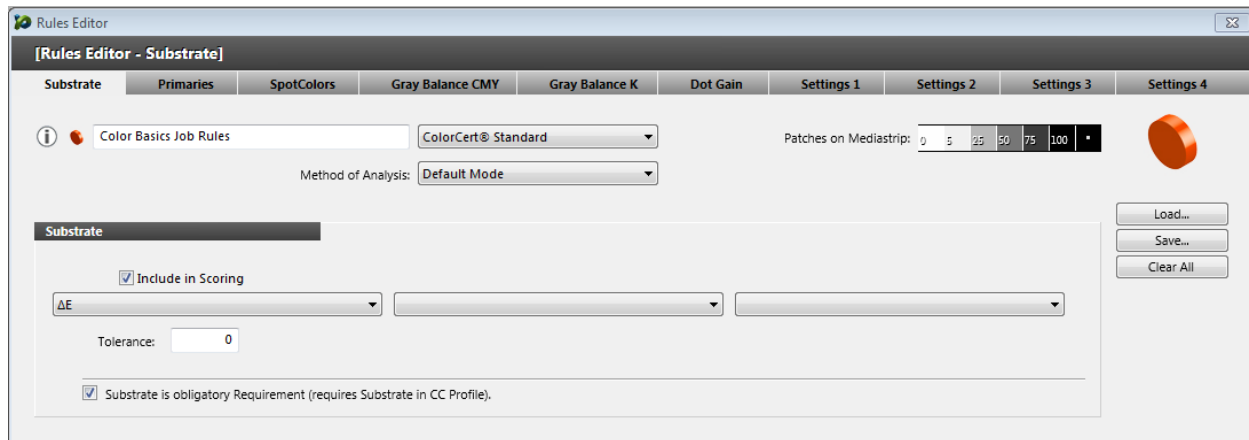 Rules Editor
[Rules Editor - Substrate]
Substrate Primaries SpotColors Gray Balance CMY Gray Balance K Dot Gain Settings 1 Settings 2 Settings 3 Settings 4
Color Basics Job Rules ColorCert® Standard Patches on Mediastrip: 0 5 25 50 75 100 *
Method of Analysis: Default Mode
Load...
Substrate
Save...
Clear All
Include in Scoring
ΔE
Tolerance: 0
Substrate is obligatory Requirement (requires Substrate in CC Profile).